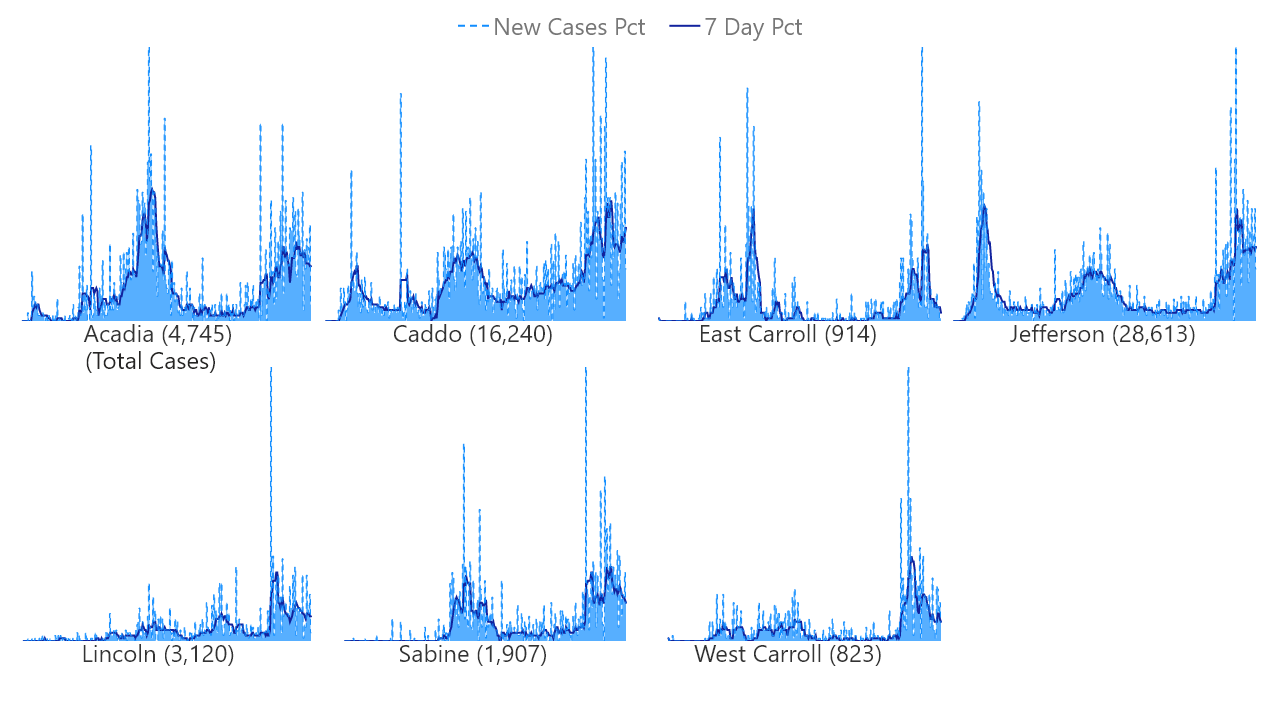 New Cases Pct 7 Day Pct
Acadia (4,745)
(Total Cases)
Caddo (16,240)
East Carroll (914)
Jefferson (28,613)
Lincoln (3,120)
Sabine (1,907)
West Carroll (823)